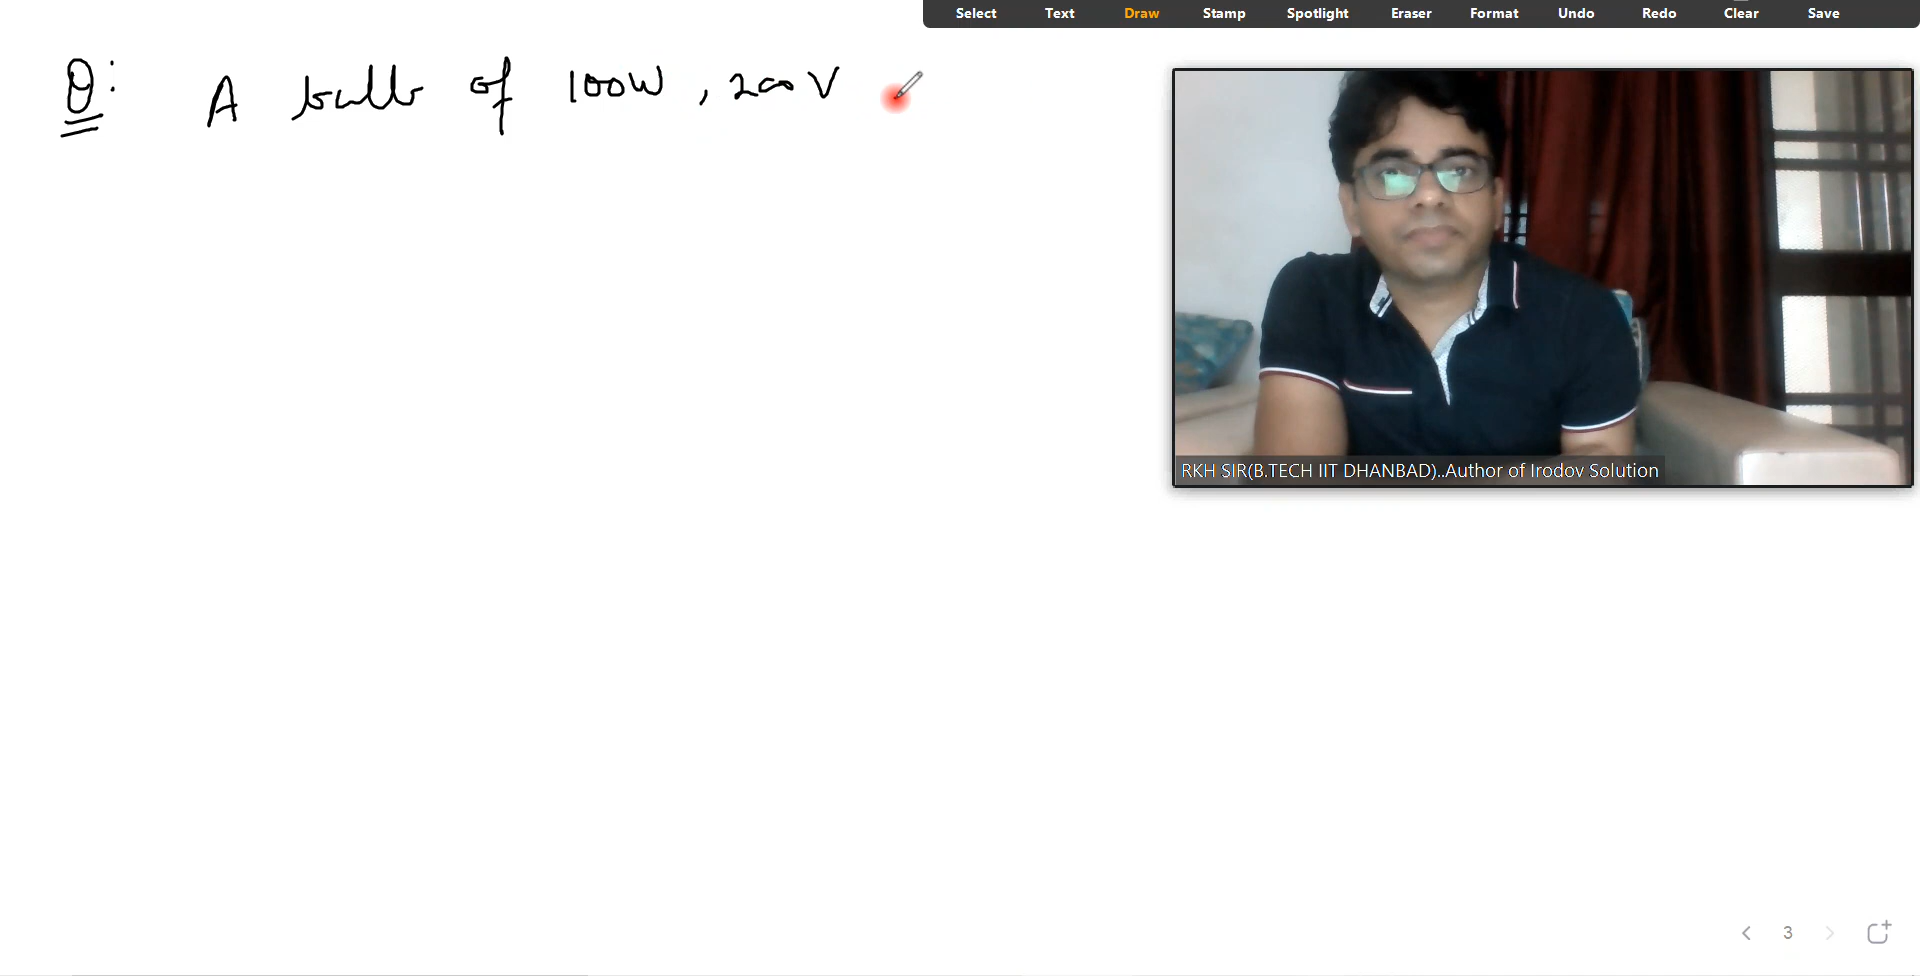 Select Text Draw Stamp Spotlight Eraser Format Undo Redo Clear Save
Q: A bulb of 100W, 200V
RKH SIR(B.TECH IIT DHANBAD)..Author of Irodov Solution
3